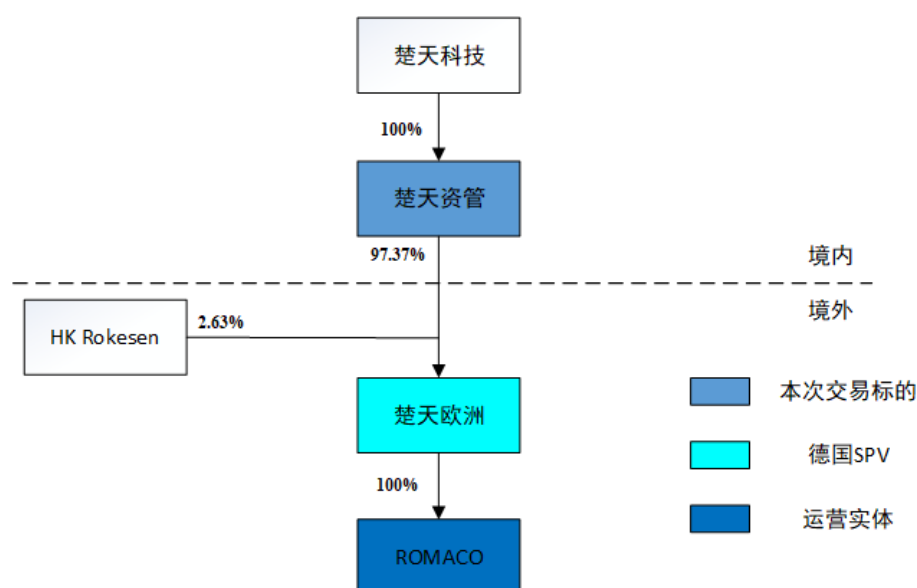 楚天科技
100%
楚天资管
97.37%
境内
境外
HK Rokesen
2.63%
楚天欧洲
本次交易标的
德国SPV
100%
运营实体
ROMACO